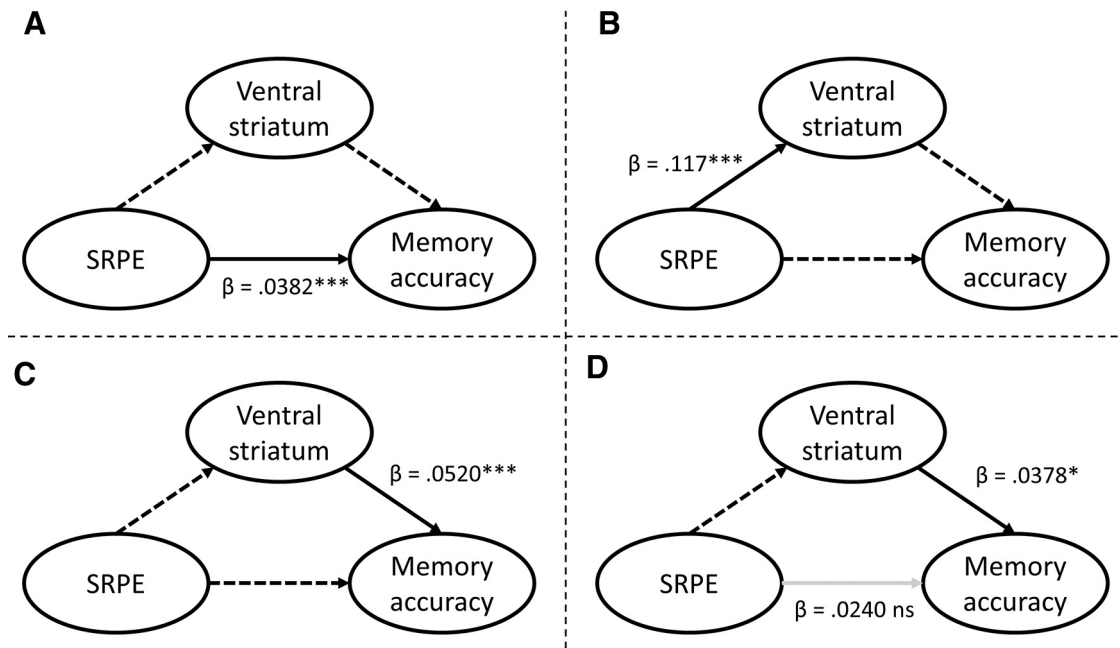 A
Ventral
striatum
SRPE
Memory
accuracy
β = .0382***
B
Ventral
striatum
β = .117***
SRPE
Memory
accuracy
C
Ventral
striatum
β = .0520***
SRPE
Memory
accuracy
D
Ventral
striatum
β = .0378*
SRPE
Memory
accuracy
β = .0240 ns